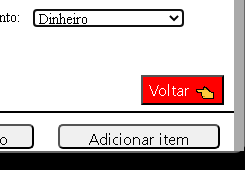 nto: Dinheiro
Voltar 👈
o Adicionar item